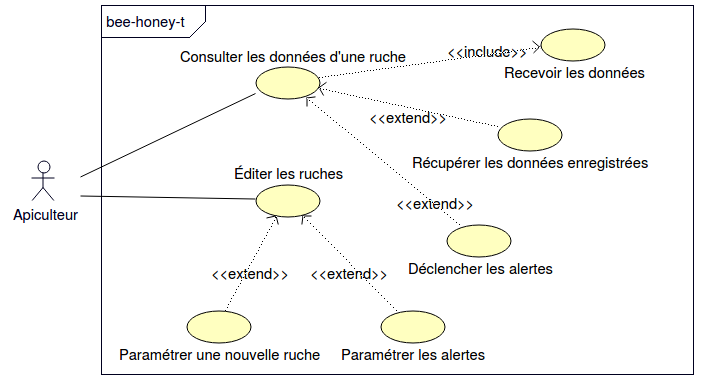 bee-honey-t
Consulter les données d'une ruche
<<include>>
Recevoir les données
<<extend>>
Récupérer les données enregistrées
Éditer les ruches
Apiculteur
<<extend>>
Déclencher les alertes
<<extend>>
<<extend>>
Paramétrer une nouvelle ruche
Paramétrer les alertes